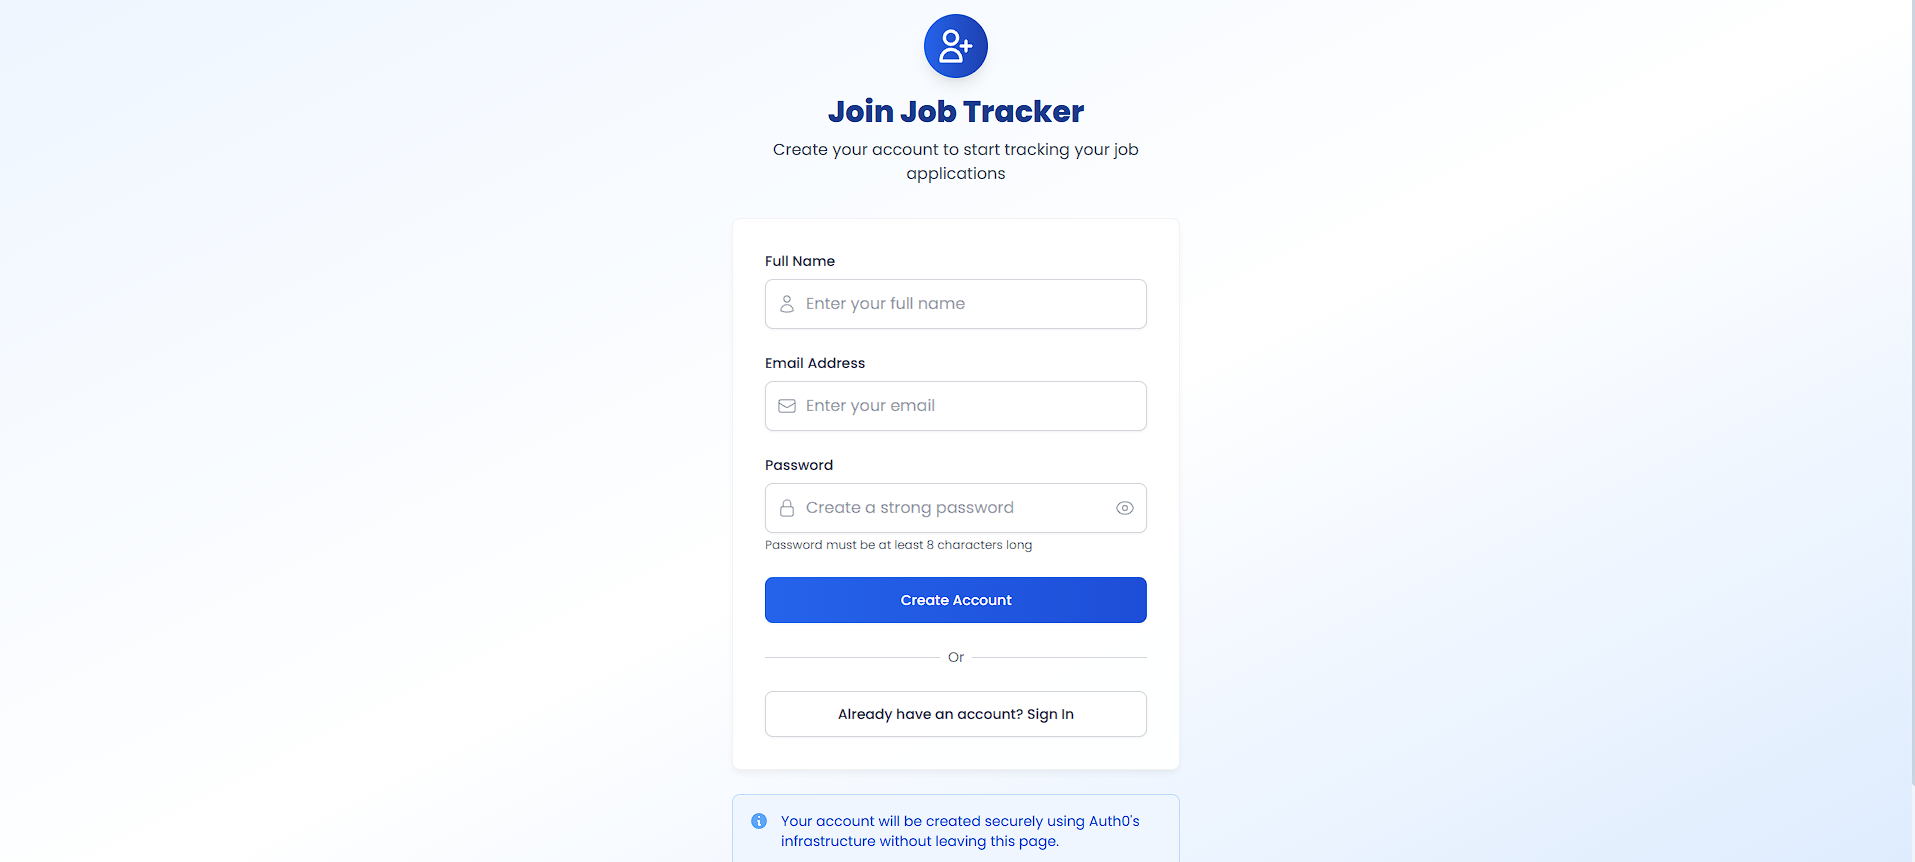 Join Job Tracker
Create your account to start tracking your job
applications
Full Name
Enter your full name
Email Address
Enter your email
Password
Create a strong password
Password must be at least 8 characters long
Create Account
Or
Already have an account? Sign In
Your account will be created securely using Auth0's
infrastructure without leaving this page.